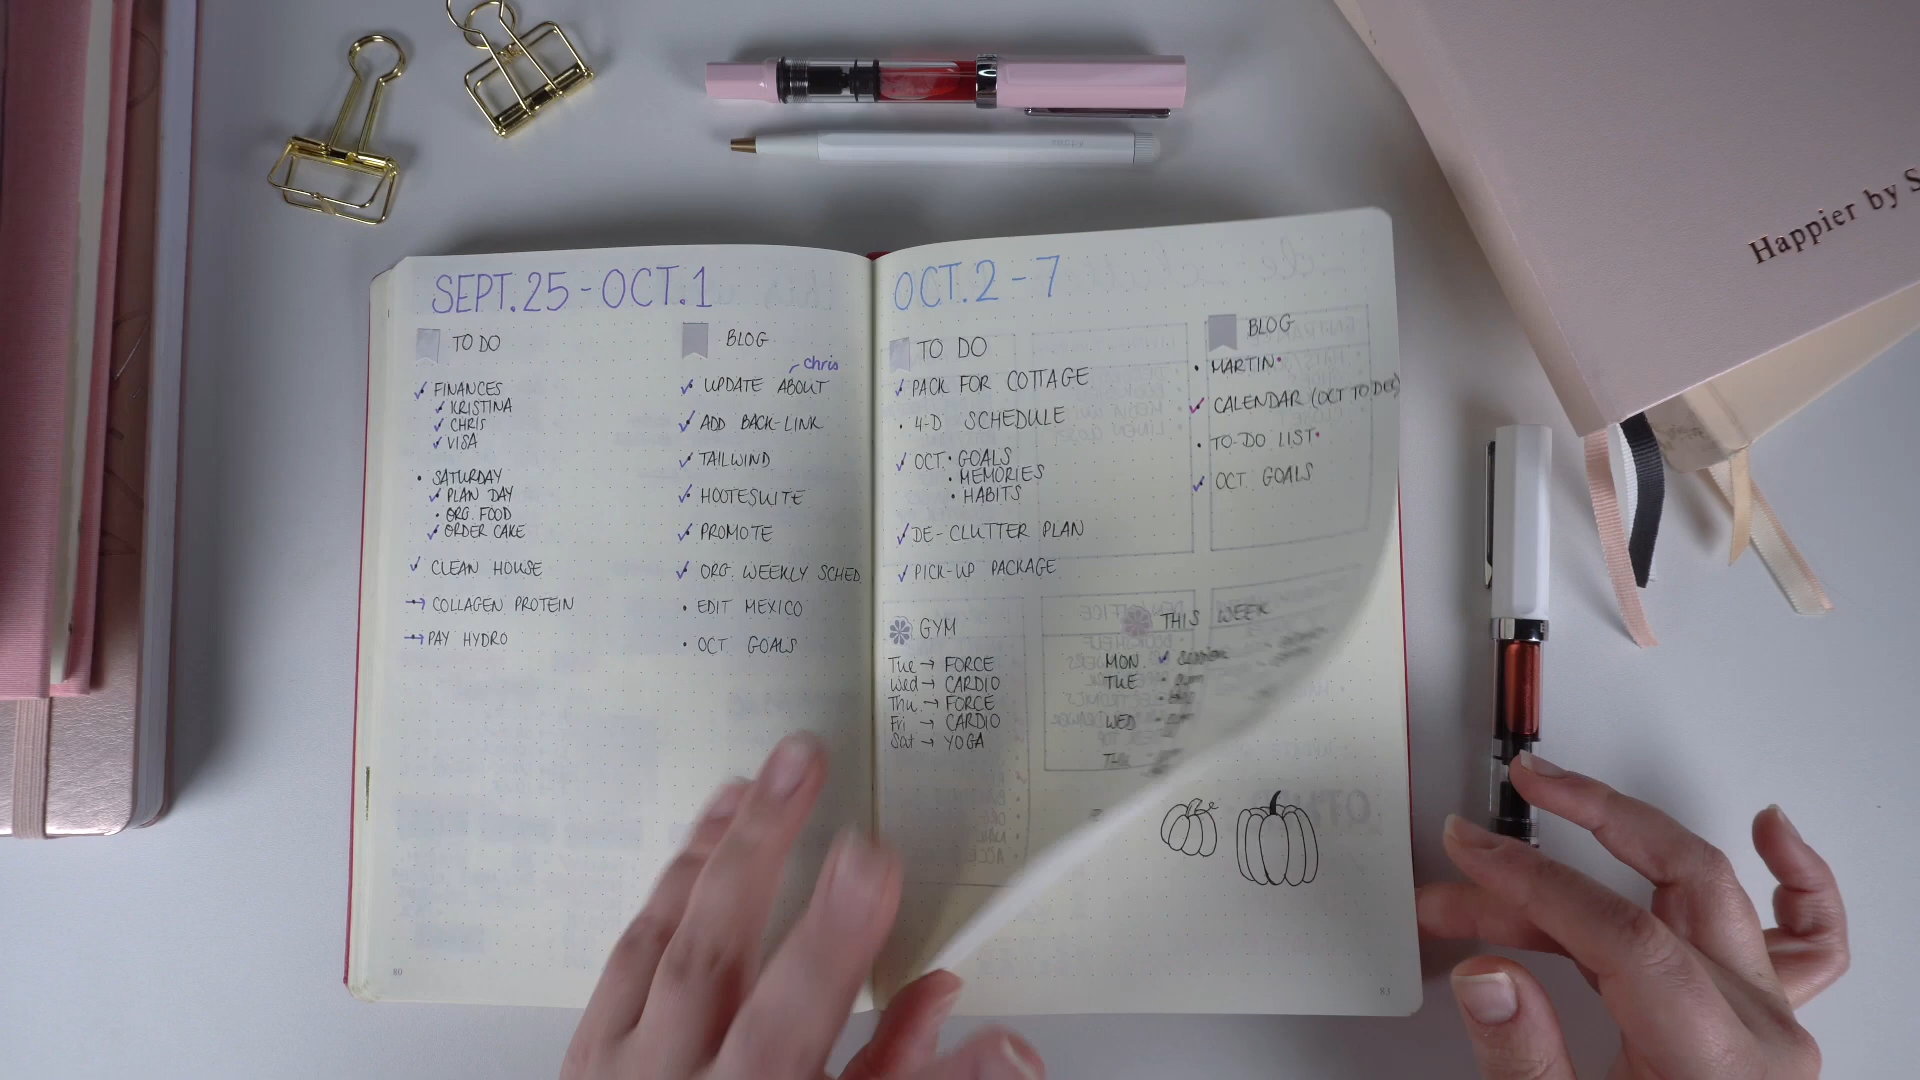 Happier by
SEPT. 25 - OCT. 1
TO DO
✓ FINANCES
✓ KRISTINA
✓ CHRIS
✓ VISA
• SATURDAY
✓ PLAN DAY
• ORG. FOOD
✓ ORDER CAKE
✓ CLEAN HOUSE
→ COLLAGEN PROTEIN
→ PAY HYDRO
BLOG
chris
✓ UPDATE ABOUT
✓ ADD BACK-LINK
✓ TAILWIND
✓ HOOTESUITE
✓ PROMOTE
✓ ORG. WEEKLY SCHED.
• EDIT MEXICO
• OCT. GOALS
80
OCT. 2 - 7
TO DO
✓ PACK FOR COTTAGE
• 4-D SCHEDULE
✓ OCT. • GOALS
• MEMORIES
• HABITS
✓ DE-CLUTTER PLAN
✓ PICK-UP PACKAGE
BLOG
• MARTIN
✓ CALENDAR (OCT TO DEC)
• TO-DO LIST
✓ OCT. GOALS
GYM
Tue → FORCE
Wed → CARDIO
Thu → FORCE
Fri → CARDIO
Sat → YOGA
THIS WEEK
MON.
TUE
WED
83